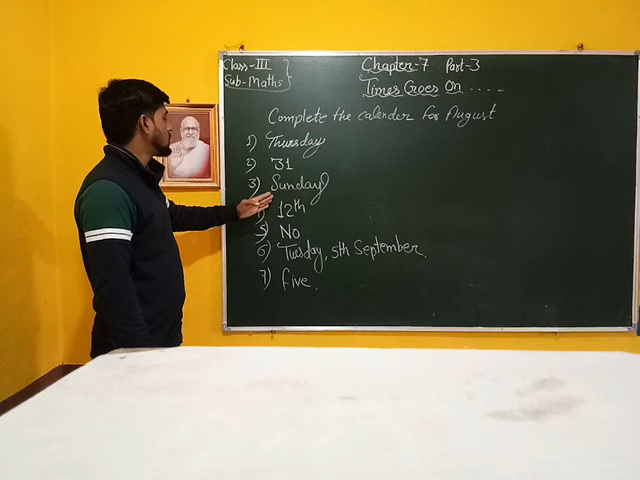 Class-III
Sub-Maths
Chapter-7 Part-3
Times Goes On ....
Complete the calender for August
1) Thursday
2) 31
3) Sunday
12th
5) No
6) Tuesday, 5th September.
7) five.